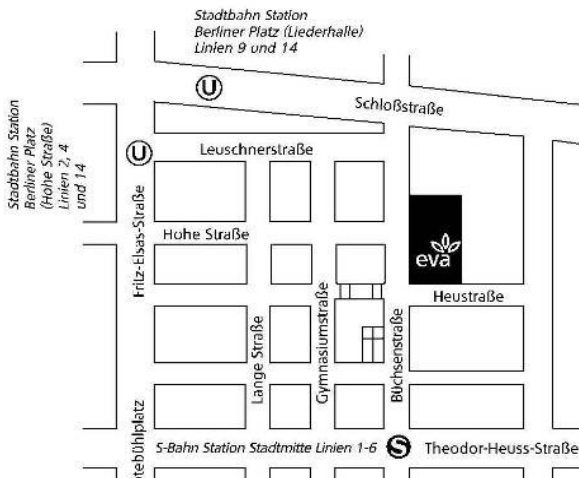 Stadtbahn Station
Berliner Platz (Liederhalle)
Linien 9 und 14
U
Schloßstraße
Stadtbahn Station
Berliner Platz
(Hohe Straße)
Linien 2, 4
und 14
U
Leuschnerstraße
Fritz-Elsas-Straße
Hohe Straße
eva
Heustraße
Lange Straße
Gymnasiumstraße
Büchsenstraße
tebühlplatz
S-Bahn Station Stadtmitte Linien 1-6
S
Theodor-Heuss-Straße